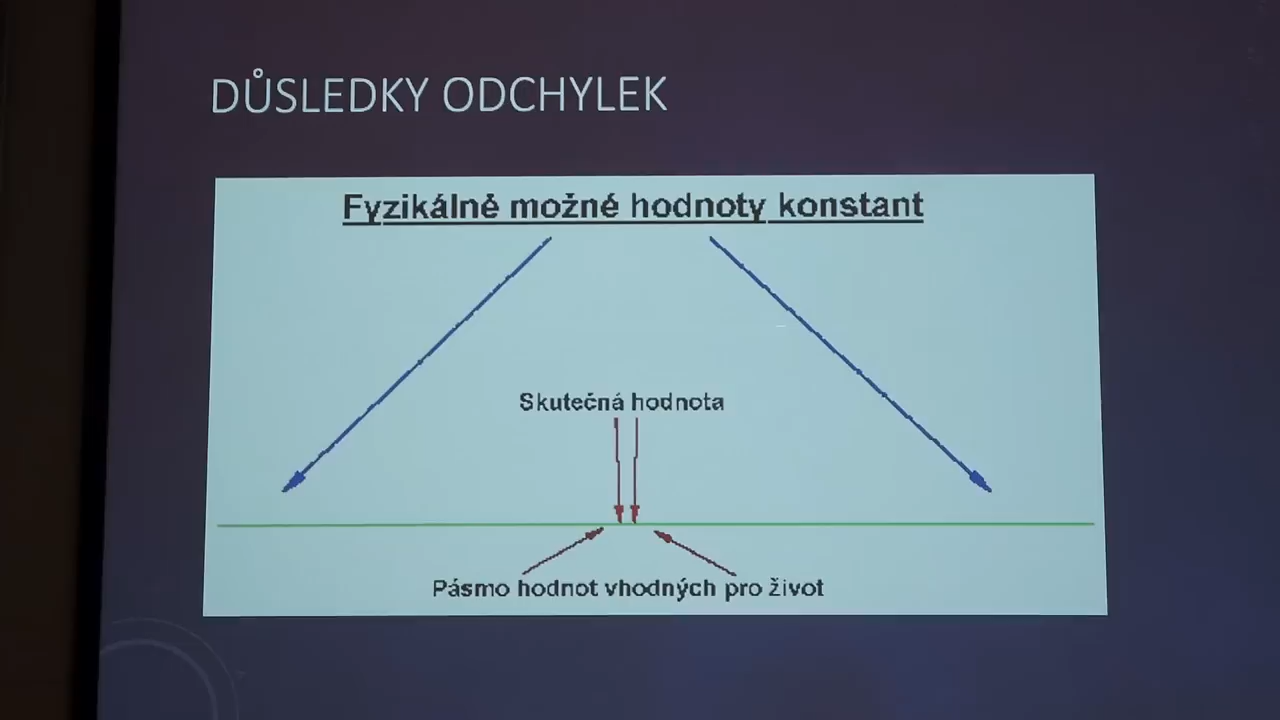 DŮSLEDKY ODCHYLEK
Fyzikálně možné hodnoty konstant
Skutečná hodnota
Pásmo hodnot vhodných pro život